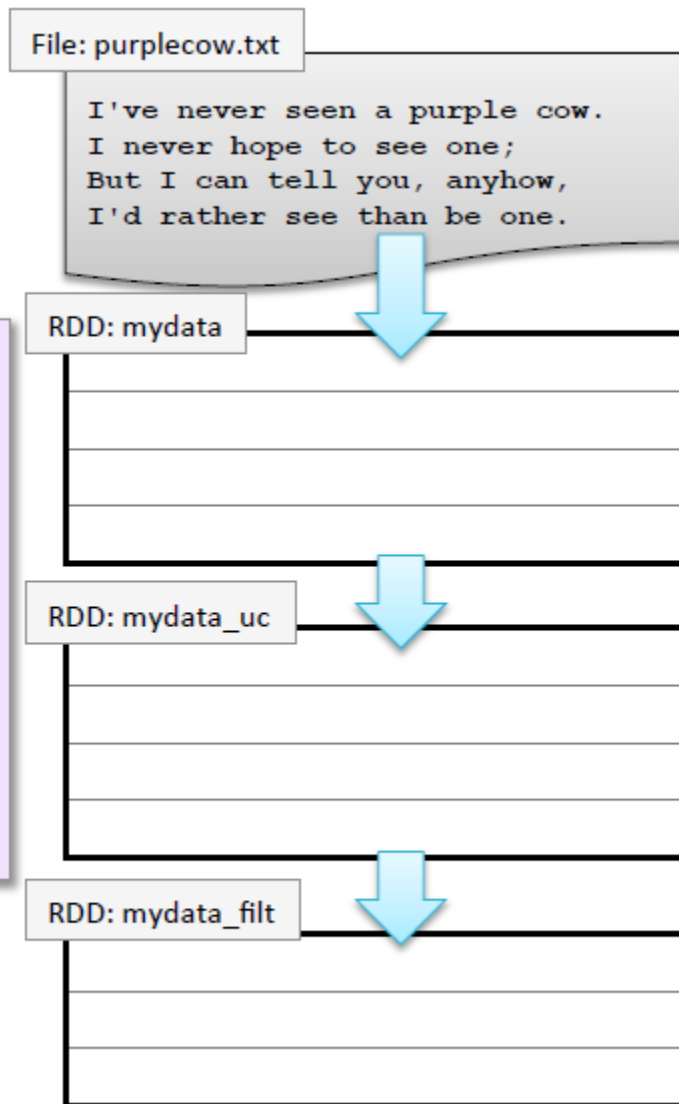 File: purplecow.txt
I've never seen a purple cow.
I never hope to see one;
But I can tell you, anyhow,
I'd rather see than be one.
RDD: mydata
RDD: mydata_uc
RDD: mydata_filt